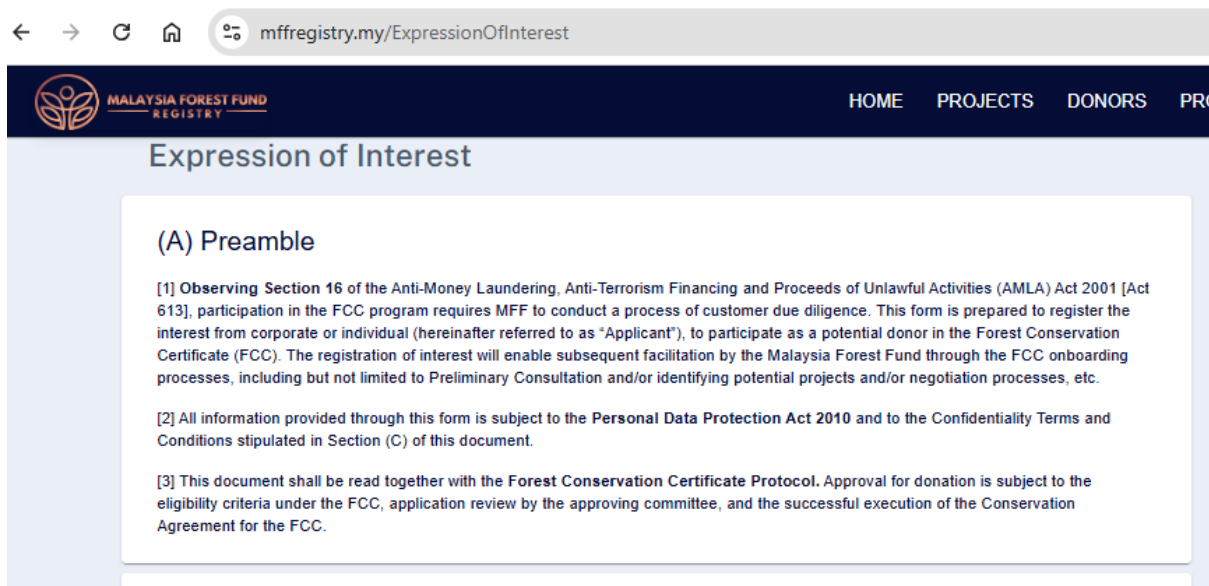 mffregistry.my/ExpressionOfInterest
MALAYSIA FOREST FUND
REGISTRY
HOME PROJECTS DONORS
Expression of Interest
(A) Preamble
[1] Observing Section 16 of the Anti-Money Laundering, Anti-Terrorism Financing and Proceeds of Unlawful Activities (AMLA) Act 2001 [Act
613], participation in the FCC program requires MFF to conduct a process of customer due diligence. This form is prepared to register the
interest from corporate or individual (hereinafter referred to as “Applicant”), to participate as a potential donor in the Forest Conservation
Certificate (FCC). The registration of interest will enable subsequent facilitation by the Malaysia Forest Fund through the FCC onboarding
processes, including but not limited to Preliminary Consultation and/or identifying potential projects and/or negotiation processes, etc.
[2] All information provided through this form is subject to the Personal Data Protection Act 2010 and to the Confidentiality Terms and
Conditions stipulated in Section (C) of this document.
[3] This document shall be read together with the Forest Conservation Certificate Protocol. Approval for donation is subject to the
eligibility criteria under the FCC, application review by the approving committee, and the successful execution of the Conservation
Agreement for the FCC.